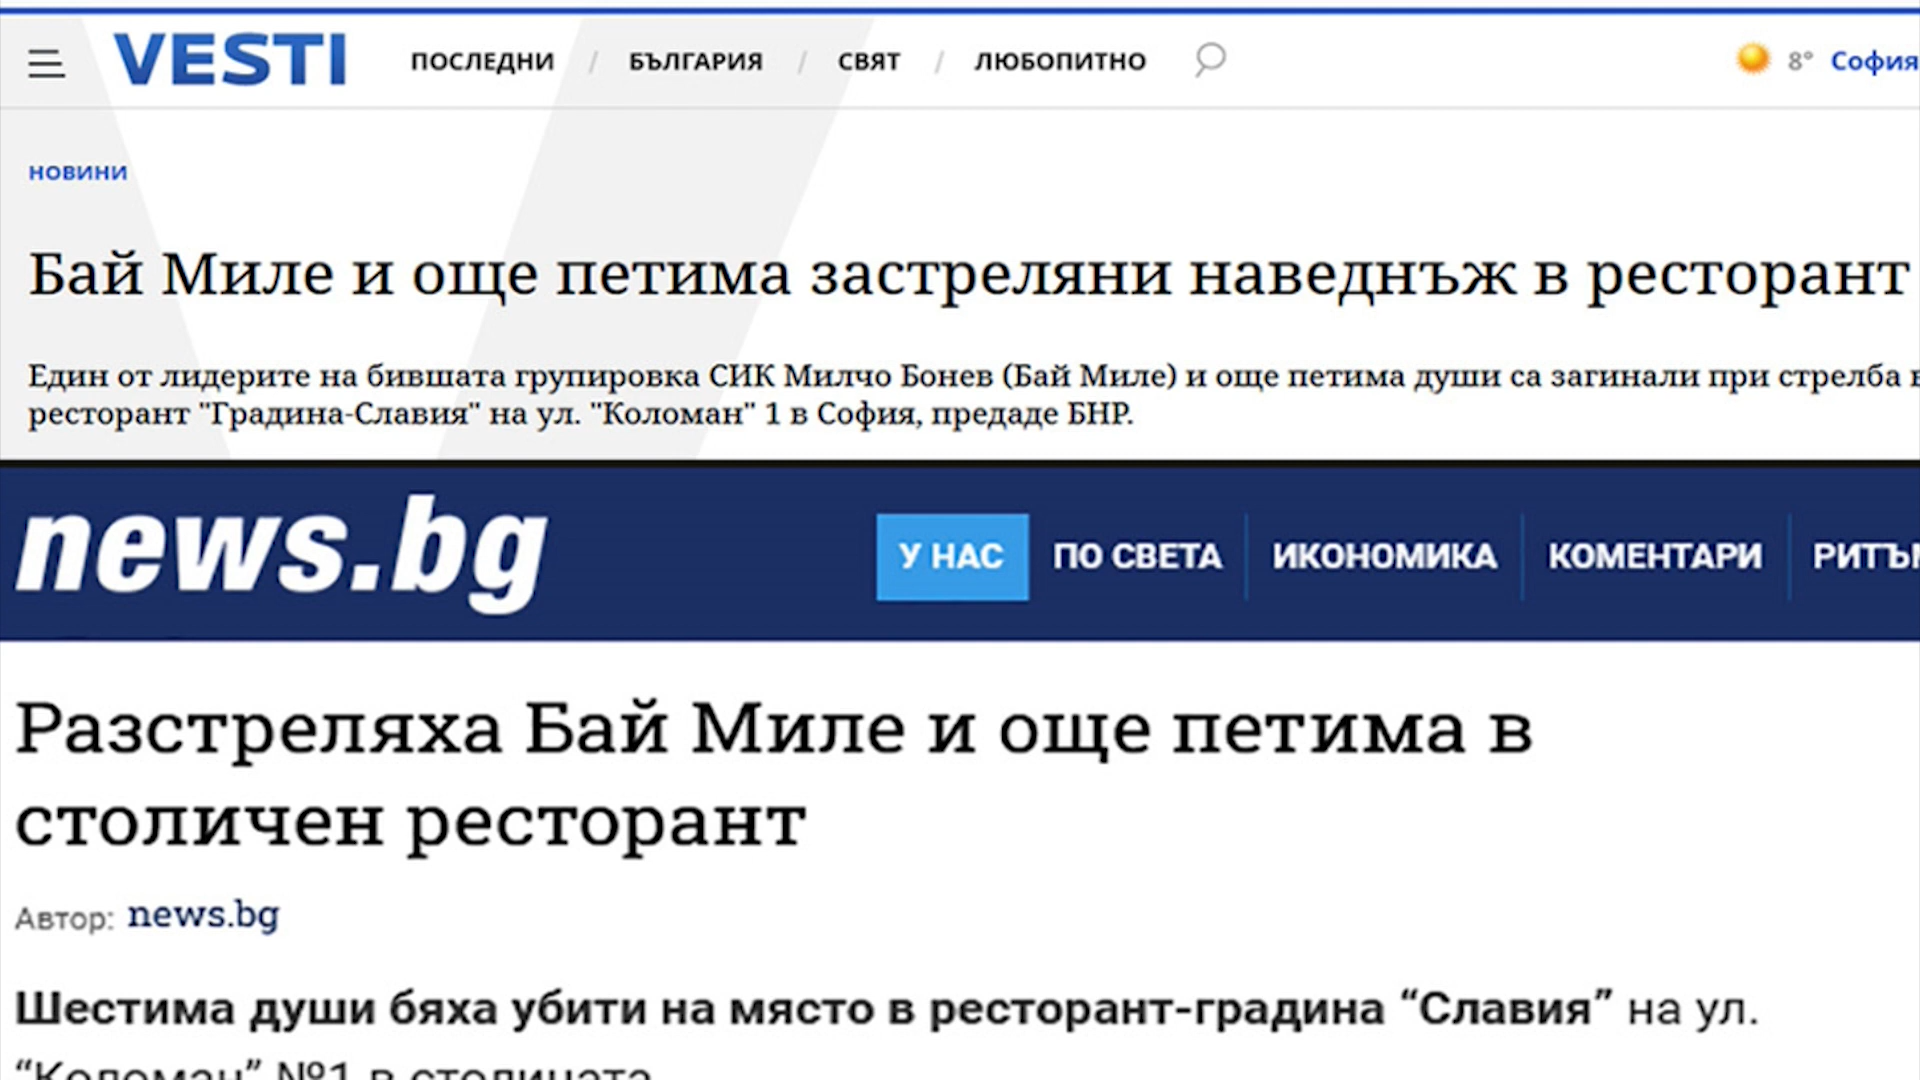 VESTI
ПОСЛЕДНИ / БЪЛГАРИЯ / СВЯТ / ЛЮБОПИТНО
8° София
НОВИНИ
Бай Миле и още петима застреляни наведнъж в ресторант
Един от лидерите на бившата групировка СИК Милчо Бонев (Бай Миле) и още петима души са загинали при стрелба в
ресторант "Градина-Славия" на ул. "Коломан" 1 в София, предаде БНР.
news.bg
У НАС ПО СВЕТА ИКОНОМИКА КОМЕНТАРИ
Разстреляха Бай Миле и още петима в
столичен ресторант
Автор: news.bg
Шестима души бяха убити на място в ресторант-градина “Славия” на ул.
“Коломан” №1 в столицата